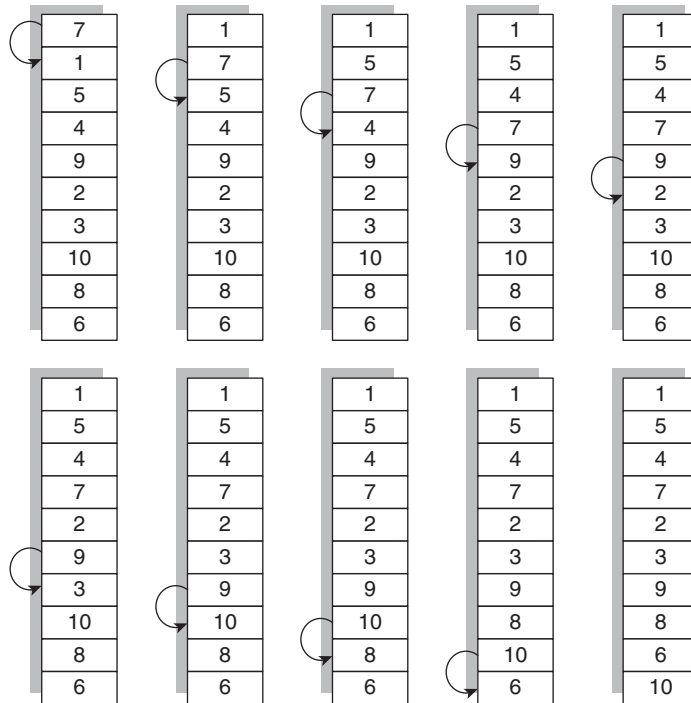 7 1 1 1 1
1 7 5 5 5
5 5 7 4 4
4 4 4 7 7
9 9 9 9 9
2 2 2 2 2
3 3 3 3 3
10 10 10 10 10
8 8 8 8 8
6 6 6 6 6
1 1 1 1 1
5 5 5 5 5
4 4 4 4 4
7 7 7 7 7
2 2 2 2 2
9 3 3 3 3
3 9 9 9 9
10 10 10 8 8
8 8 8 10 6
6 6 6 6 10